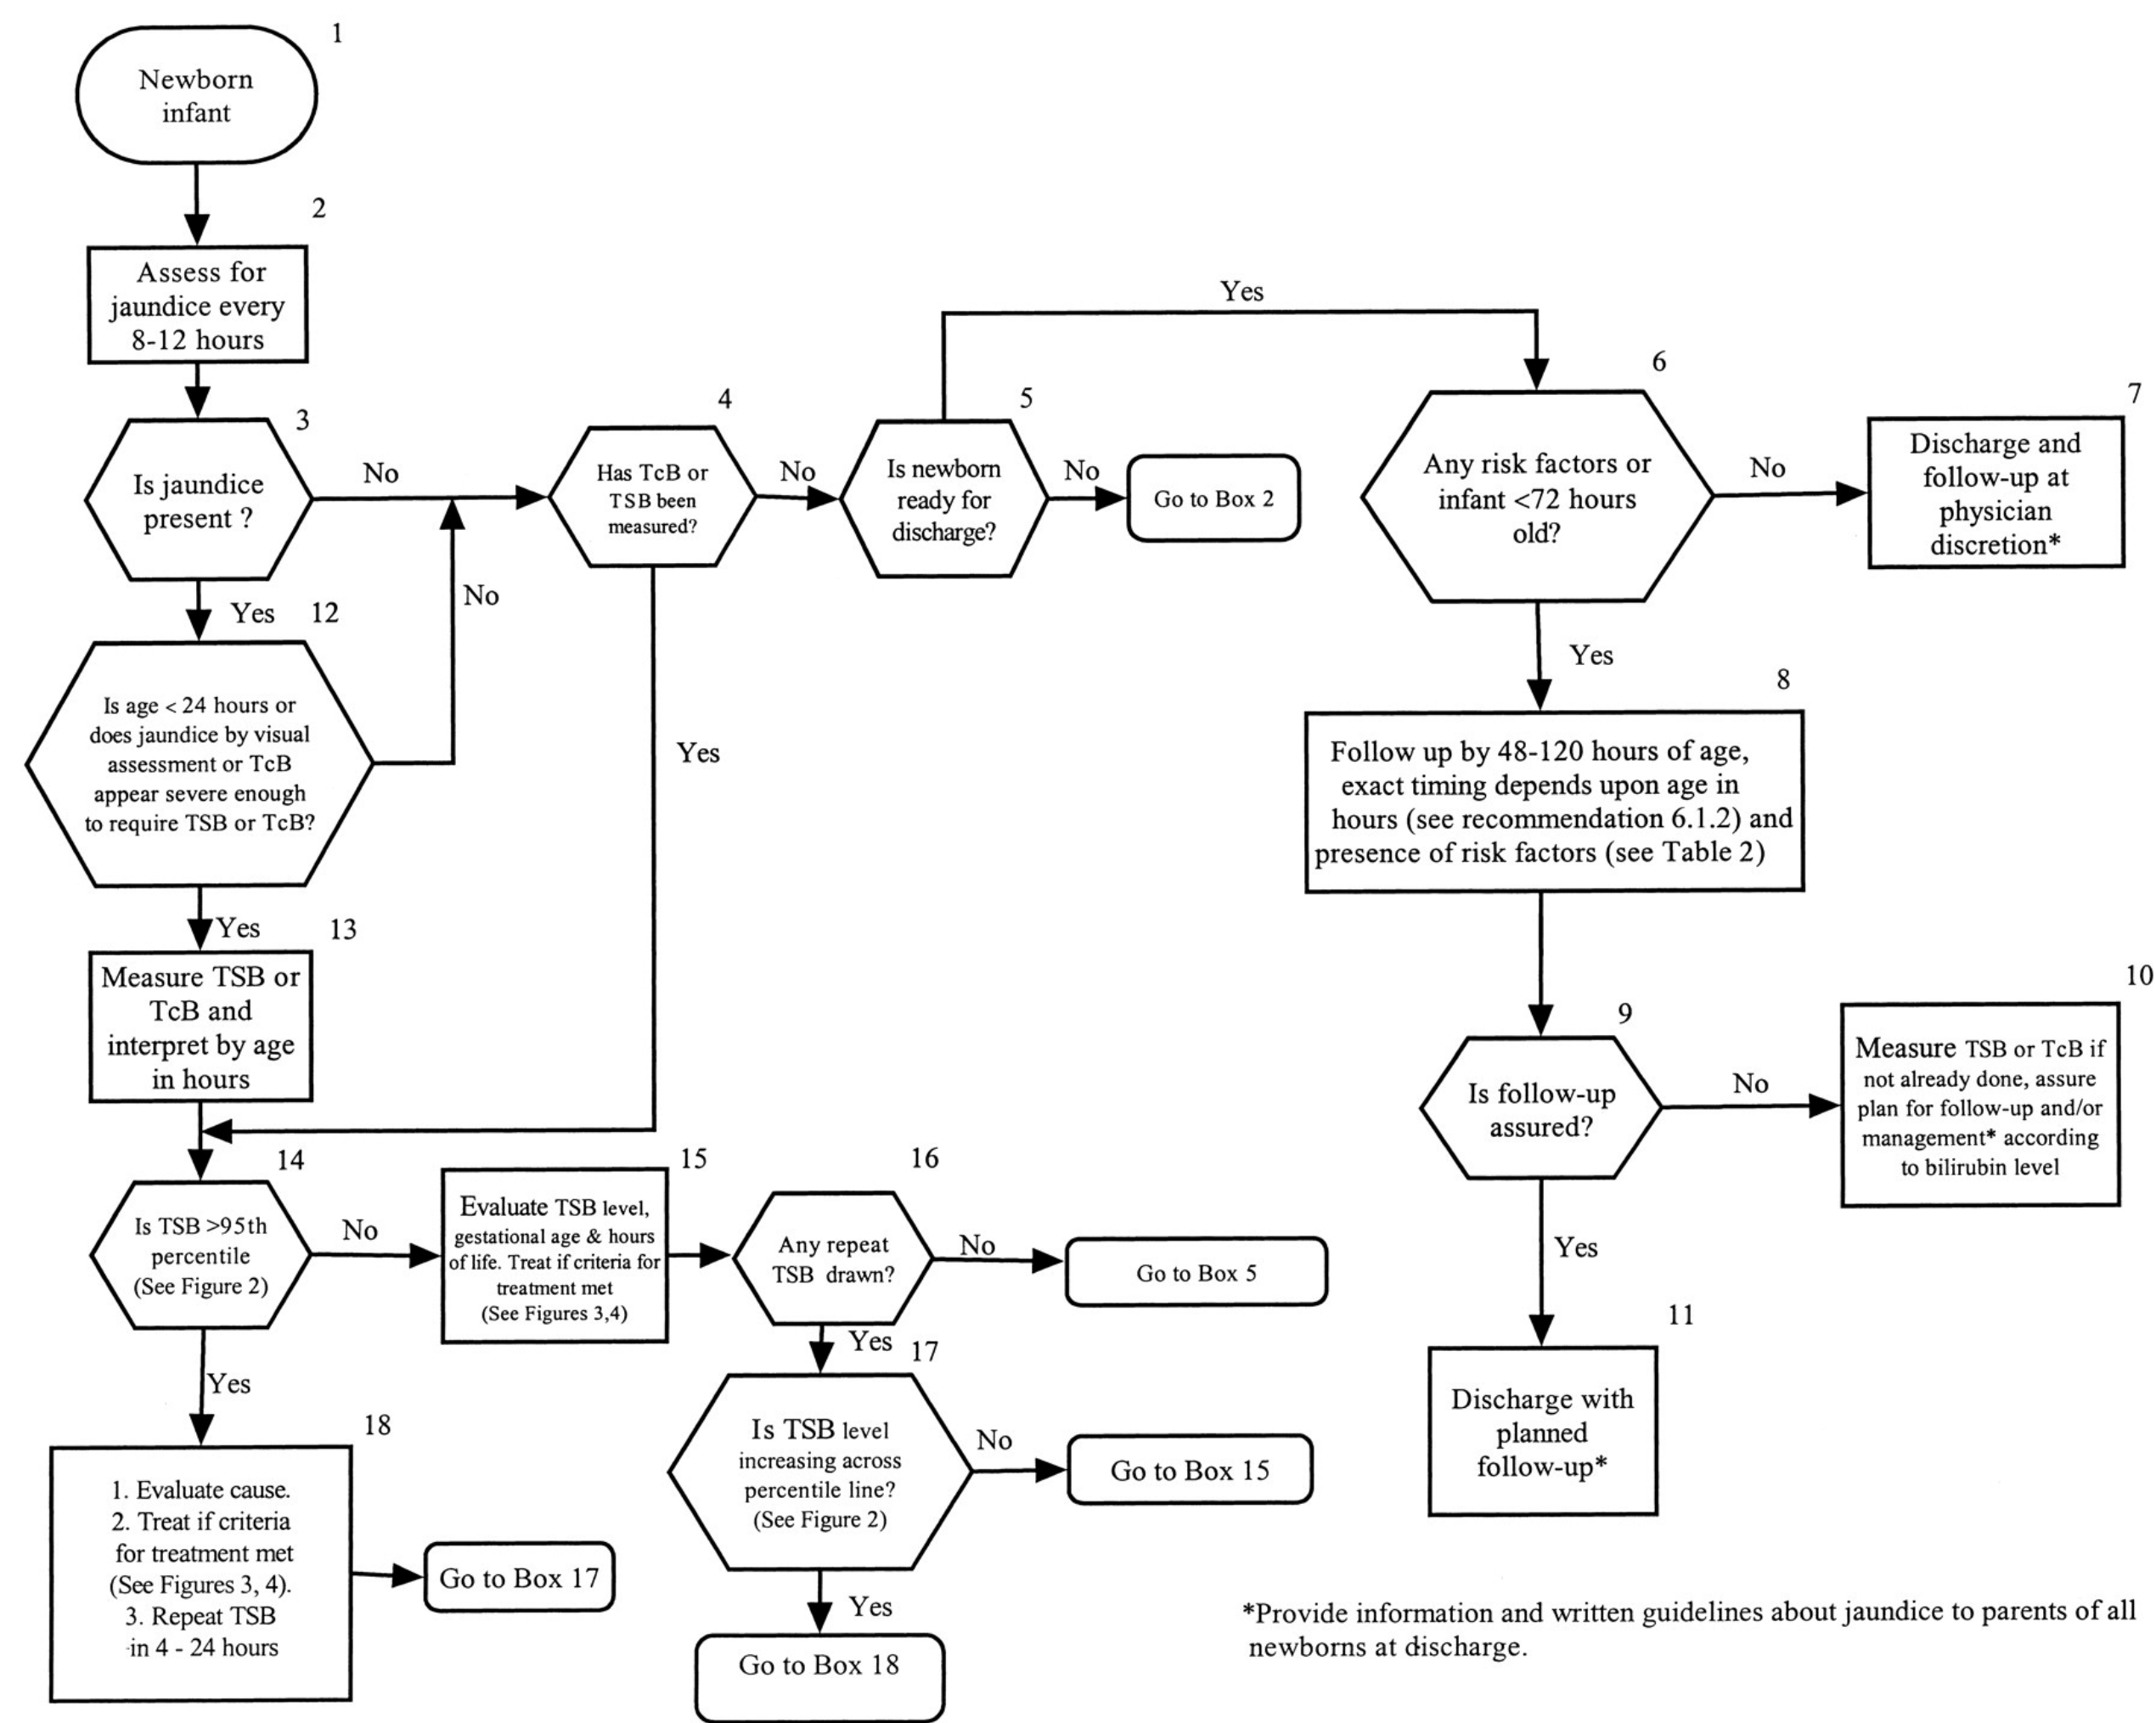 1
Newborn
infant
2
Assess for
jaundice every
8-12 hours
3
Is jaundice
present ?
No
Yes
4
Has TcB or
TSB been
measured?
No
Yes
5
Is newborn
ready for
discharge?
Yes
No
Go to Box 2
6
Any risk factors or
infant <72 hours
old?
No
Yes
7
Discharge and
follow-up at
physician
discretion*
8
Follow up by 48-120 hours of age,
exact timing depends upon age in
hours (see recommendation 6.1.2) and
presence of risk factors (see Table 2)
9
Is follow-up
assured?
No
Yes
10
Measure TSB or TcB if
not already done, assure
plan for follow-up and/or
management* according
to bilirubin level
11
Discharge with
planned
follow-up*
12
Is age < 24 hours or
does jaundice by visual
assessment or TcB
appear severe enough
to require TSB or TcB?
No
Yes
13
Measure TSB or
TcB and
interpret by age
in hours
14
Is TSB >95th
percentile
(See Figure 2)
No
Yes
15
Evaluate TSB level,
gestational age & hours
of life. Treat if criteria for
treatment met
(See Figures 3,4)
16
Any repeat
TSB drawn?
No
Go to Box 5
Yes
17
Is TSB level
increasing across
percentile line?
(See Figure 2)
No
Go to Box 15
Yes
Go to Box 18
18
1. Evaluate cause.
2. Treat if criteria
for treatment met
(See Figures 3, 4).
3. Repeat TSB
in 4 - 24 hours
Go to Box 17
*Provide information and written guidelines about jaundice to parents of all
newborns at discharge.